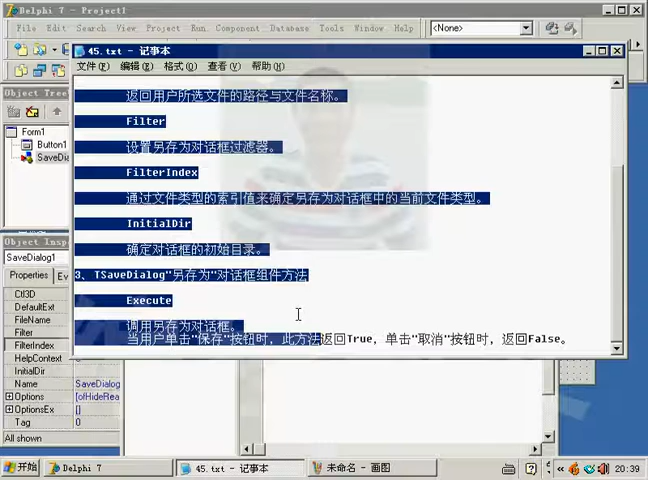 Delphi 7 - Project1
File Edit Search Project Run Component Database Tools Window Help
<None>
45.txt - 记事本
文件(F) 编辑(E) 格式(O) 查看(V) 帮助(H)
返回用户所选文件的路径与文件名称。
Filter
设置另存为对话框过滤器。
FilterIndex
通过文件类型的索引值来确定另存为对话框中的当前文件类型。
InitialDir
确定对话框的初始目录。
3、TSaveDialog"另存为"对话框组件方法
Execute
调用另存为对话框。
当用户单击"保存"按钮时，此方法返回True，单击"取消"按钮时，返回False。
Object Tree
Form1
Button1
SaveDia
Object Insp
SaveDialog1
Properties Ev
Ctl3D
DefaultExt
FileName
Filter
FilterIndex
HelpContext 0
InitialDir
Name SaveDialog
Options [ofHideRea
OptionsEx []
Tag 0
All shown
开始 Delphi 7 45.txt - 记事本 未命名 - 画图 20:39